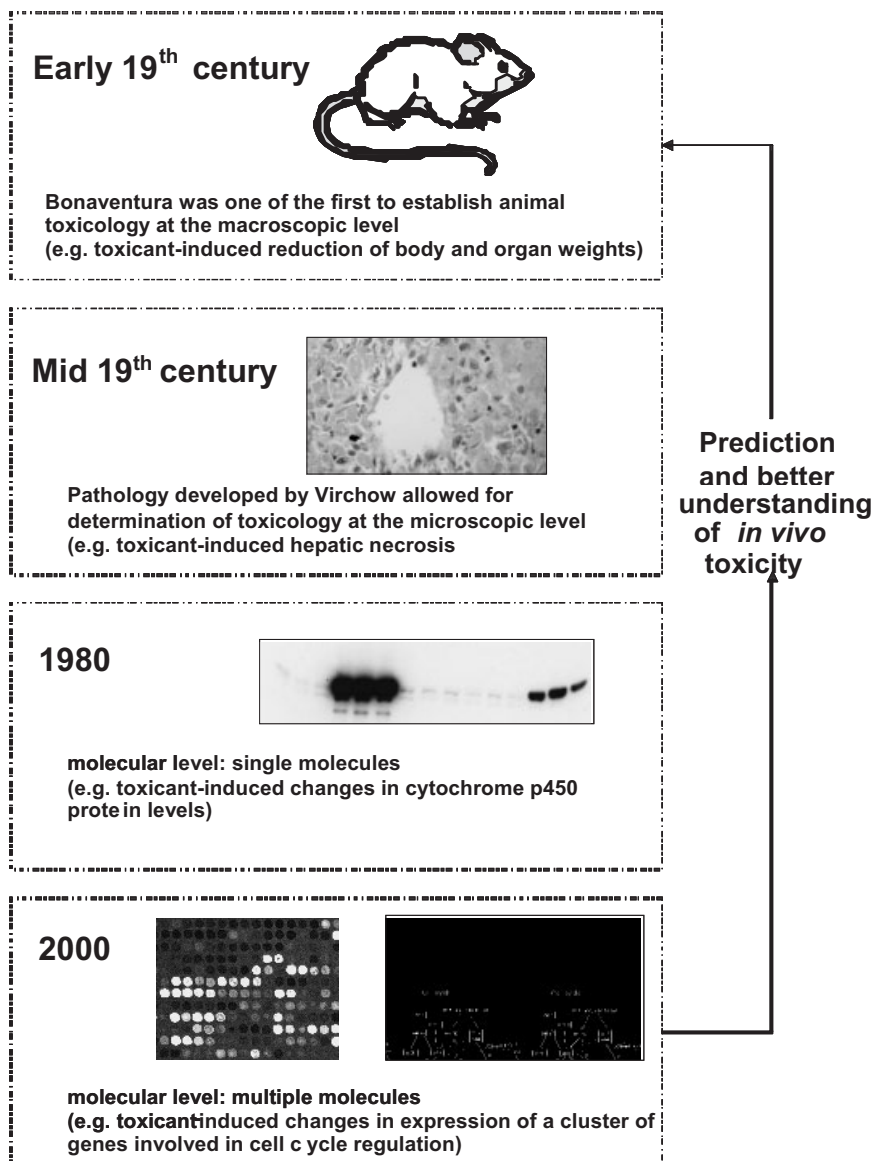 Early 19th century
Bonaventura was one of the first to establish animal
toxicology at the macroscopic level
(e.g. toxicant-induced reduction of body and organ weights)
Mid 19th century
Pathology developed by Virchow allowed for
determination of toxicology at the microscopic level
(e.g. toxicant-induced hepatic necrosis
Prediction
and better
understanding
of in vivo
toxicity
1980
molecular level: single molecules
(e.g. toxicant-induced changes in cytochrome p450
protein levels)
2000
molecular level: multiple molecules
(e.g. toxicant-induced changes in expression of a cluster of
genes involved in cell c ycle regulation)